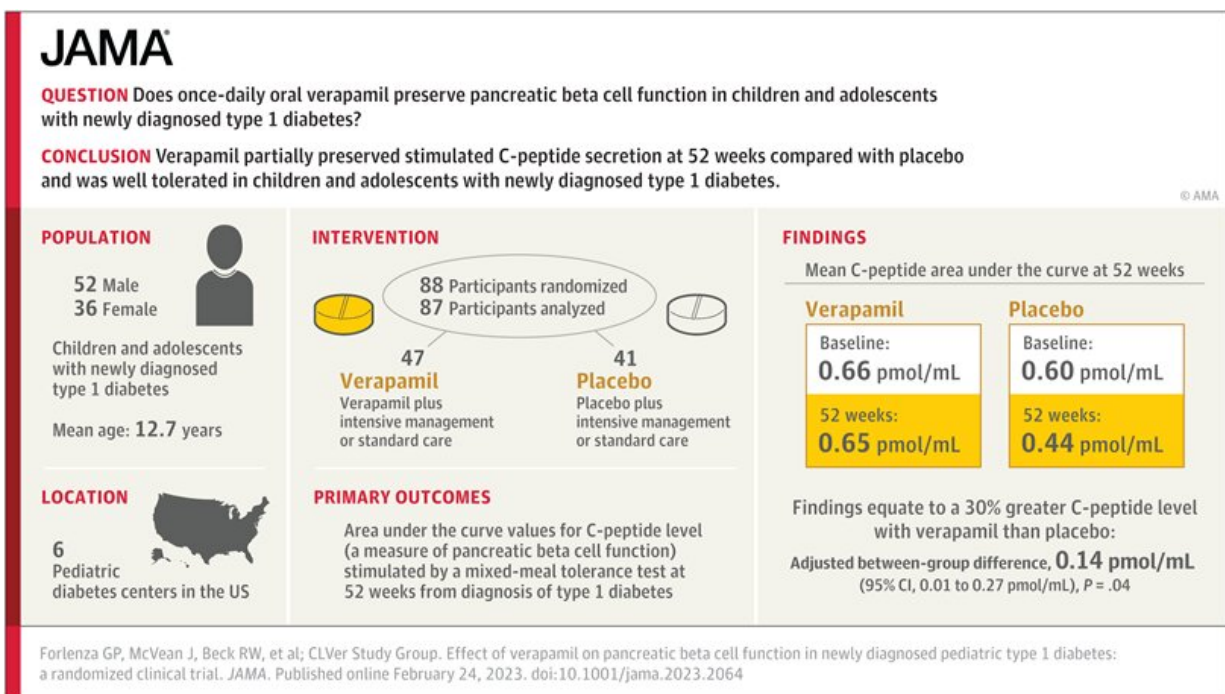 JAMA
QUESTION Does once-daily oral verapamil preserve pancreatic beta cell function in children and adolescents
with newly diagnosed type 1 diabetes?
CONCLUSION Verapamil partially preserved stimulated C-peptide secretion at 52 weeks compared with placebo
and was well tolerated in children and adolescents with newly diagnosed type 1 diabetes.
© AMA
POPULATION
52 Male
36 Female
Children and adolescents
with newly diagnosed
type 1 diabetes
Mean age: 12.7 years
LOCATION
6
Pediatric
diabetes centers in the US
INTERVENTION
88 Participants randomized
87 Participants analyzed
47
Verapamil
Verapamil plus
intensive management
or standard care
41
Placebo
Placebo plus
intensive management
or standard care
PRIMARY OUTCOMES
Area under the curve values for C-peptide level
(a measure of pancreatic beta cell function)
stimulated by a mixed-meal tolerance test at
52 weeks from diagnosis of type 1 diabetes
FINDINGS
Mean C-peptide area under the curve at 52 weeks
Verapamil
Baseline:
0.66 pmol/mL
52 weeks:
0.65 pmol/mL
Placebo
Baseline:
0.60 pmol/mL
52 weeks:
0.44 pmol/mL
Findings equate to a 30% greater C-peptide level
with verapamil than placebo:
Adjusted between-group difference, 0.14 pmol/mL
(95% CI, 0.01 to 0.27 pmol/mL), P = .04
Forlenza GP, McVean J, Beck RW, et al; CLVer Study Group. Effect of verapamil on pancreatic beta cell function in newly diagnosed pediatric type 1 diabetes:
a randomized clinical trial. JAMA. Published online February 24, 2023. doi:10.1001/jama.2023.2064